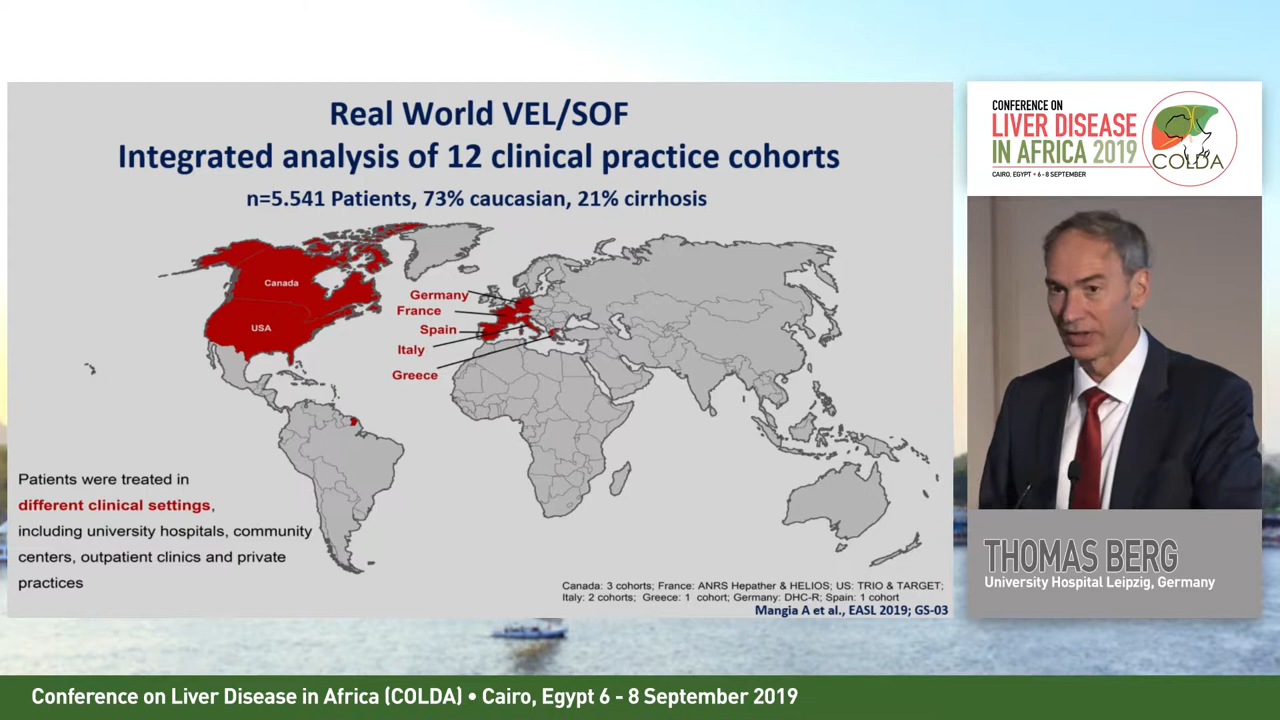 Real World VEL/SOF
Integrated analysis of 12 clinical practice cohorts
n=5.541 Patients, 73% caucasian, 21% cirrhosis
Canada
USA
Germany
France
Spain
Italy
Greece
Patients were treated in
different clinical settings,
including university hospitals, community
centers, outpatient clinics and private
practices
Canada: 3 cohorts; France: ANRS Hepather & HELIOS; US: TRIO & TARGET;
Italy: 2 cohorts; Greece: 1 cohort; Germany: DHC-R; Spain: 1 cohort
Mangia A et al., EASL 2019; GS-03
CONFERENCE ON
LIVER DISEASE
IN AFRICA 2019
CAIRO, EGYPT • 6 - 8 SEPTEMBER
COLDA
THOMAS BERG
University Hospital Leipzig, Germany
Conference on Liver Disease in Africa (COLDA) • Cairo, Egypt 6 - 8 September 2019